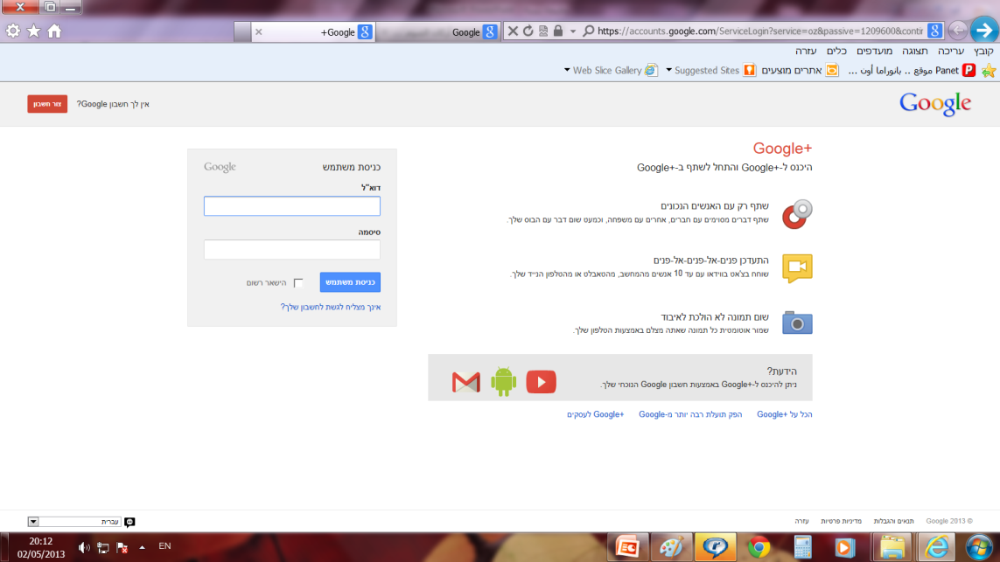 Google+
Google
https://accounts.google.com/ServiceLogin?service=oz&passive=1209600&contir
קובץ עריכה תצוגה מועדפים כלים עזרה
Panet موقع .. بانوراما أون ... אתרים מוצעים Suggested Sites Web Slice Gallery
Google
אין לך חשבון Google?
צור חשבון
Google+
היכנס ל-Google+ והתחל לשתף ב-Google+
שתף רק עם האנשים הנכונים
שתף דברים מסוימים עם חברים, אחרים עם משפחה, וכמעט שום דבר עם הבוס שלך.
התעדכן פנים-אל-פנים-אל-פנים
שוחח בצ'אט בווידאו עם עד 10 אנשים מהמחשב, מהטאבלט או מהטלפון הנייד שלך.
שום תמונה לא הולכת לאיבוד
שמור אוטומטית כל תמונה שאתה מצלם באמצעות הטלפון שלך.
הידעת?
ניתן להיכנס ל-Google+ באמצעות חשבון Google הנוכחי שלך.
הכל על Google+ הפק תועלת רבה יותר מ-Google Google+ לעסקים
כניסת משתמש Google
דוא"ל
סיסמה
כניסת משתמש הישאר רשום
אינך מצליח לגשת לחשבון שלך?
Google 2013 © תנאים והגבלות מדיניות פרטיות עזרה
עברית
EN
20:12
02/05/2013